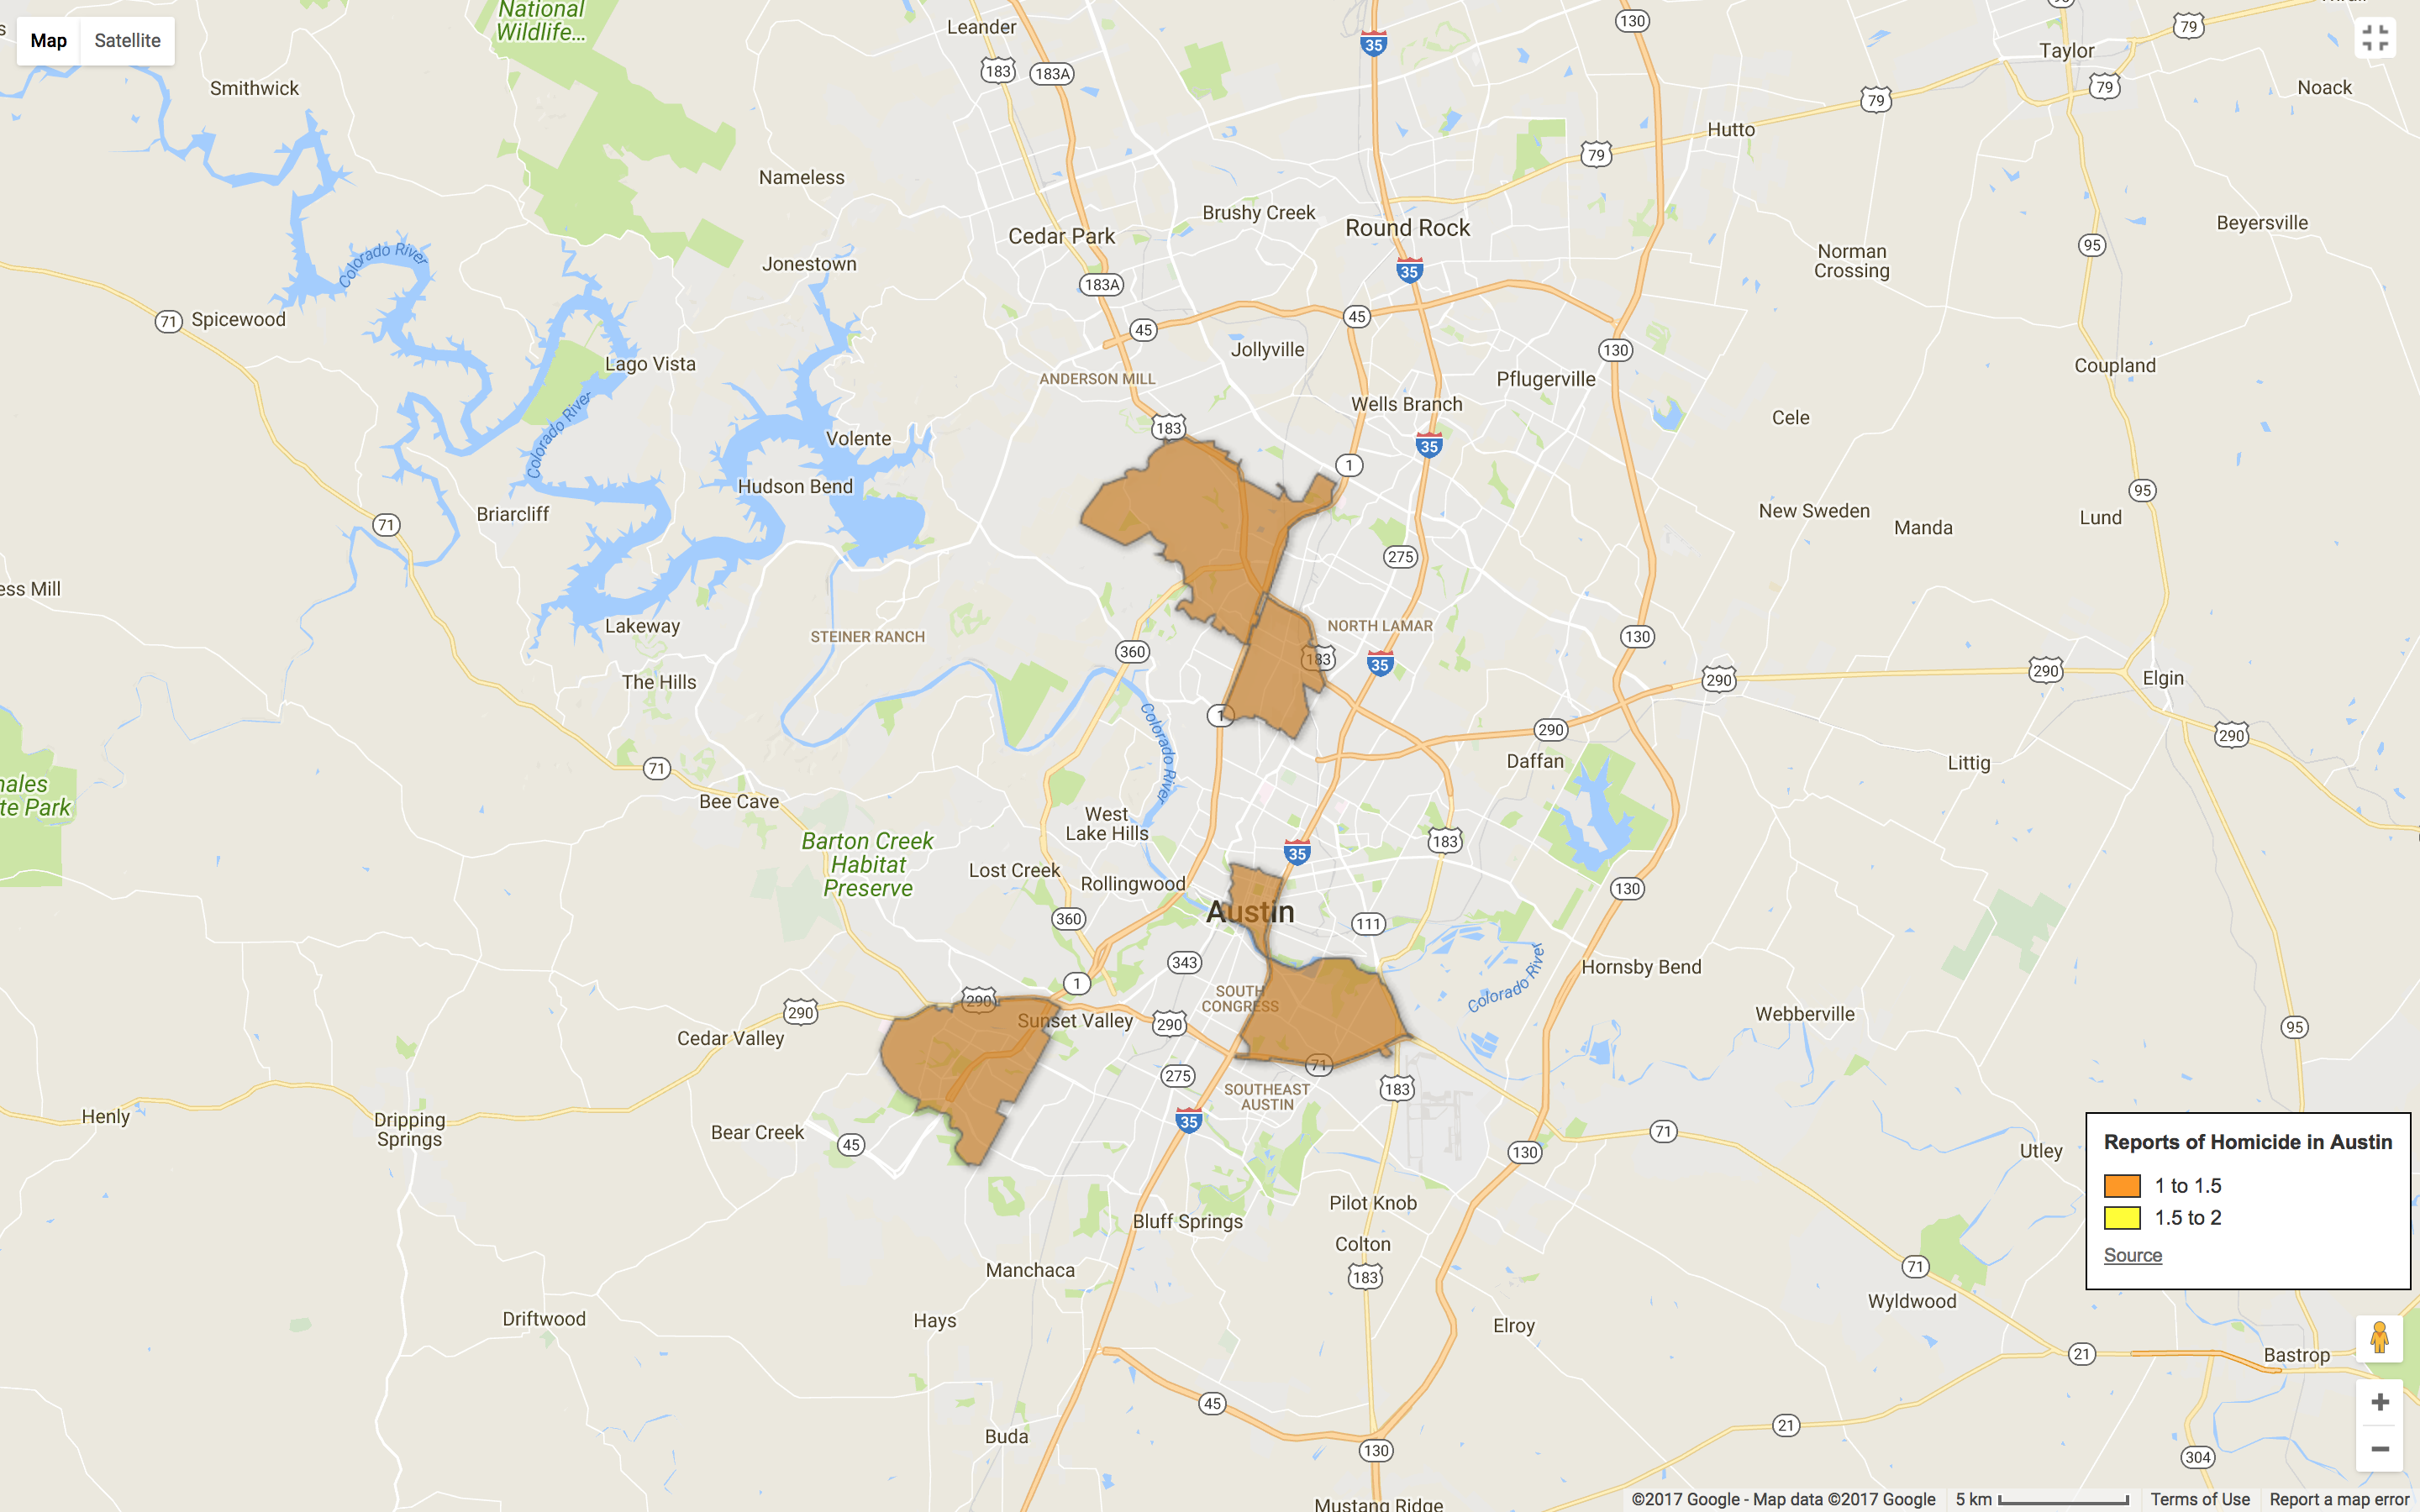 National
Wildlife...
Leander
130
79
Taylor
Map Satellite
35
183
183A
79
Noack
Smithwick
79
Hutto
79
Nameless
Brushy Creek
Round Rock
Beyersville
Cedar Park
95
Norman
Crossing
Colorado River
Jonestown
35
183A
71
Spicewood
45
45
Jollyville
130
Lago Vista
Coupland
ANDERSON MILL
Pflugerville
Wells Branch
Cele
Colorado River
183
Volente
35
1
Hudson Bend
95
Briarcliff
New Sweden
Lund
71
Manda
275
ess Mill
Lakeway
STEINER RANCH
NORTH LAMAR
130
360
183
35
The Hills
290
290
Elgin
1
Colorado River
290
290
71
Daffan
Littig
nales
te Park
Bee Cave
West
Lake Hills
Barton Creek
Habitat
Preserve
183
35
Lost Creek
Rollingwood
130
Austin
360
111
343
Hornsby Bend
1
Colorado River
SOUTH
CONGRESS
290
290
Sunset Valley
290
Webberville
95
Cedar Valley
71
275
183
SOUTHEAST
AUSTIN
Henly
Dripping
Springs
35
Bear Creek
45
71
130
Utley
Reports of Homicide in Austin
1 to 1.5
1.5 to 2
Source
Pilot Knob
Bluff Springs
Colton
Manchaca
183
71
Wyldwood
Driftwood
Hays
Elroy
21
Bastrop
45
21
Buda
130
304
Mustang Ridge
©2017 Google - Map data ©2017 Google 5 km Terms of Use Report a map error